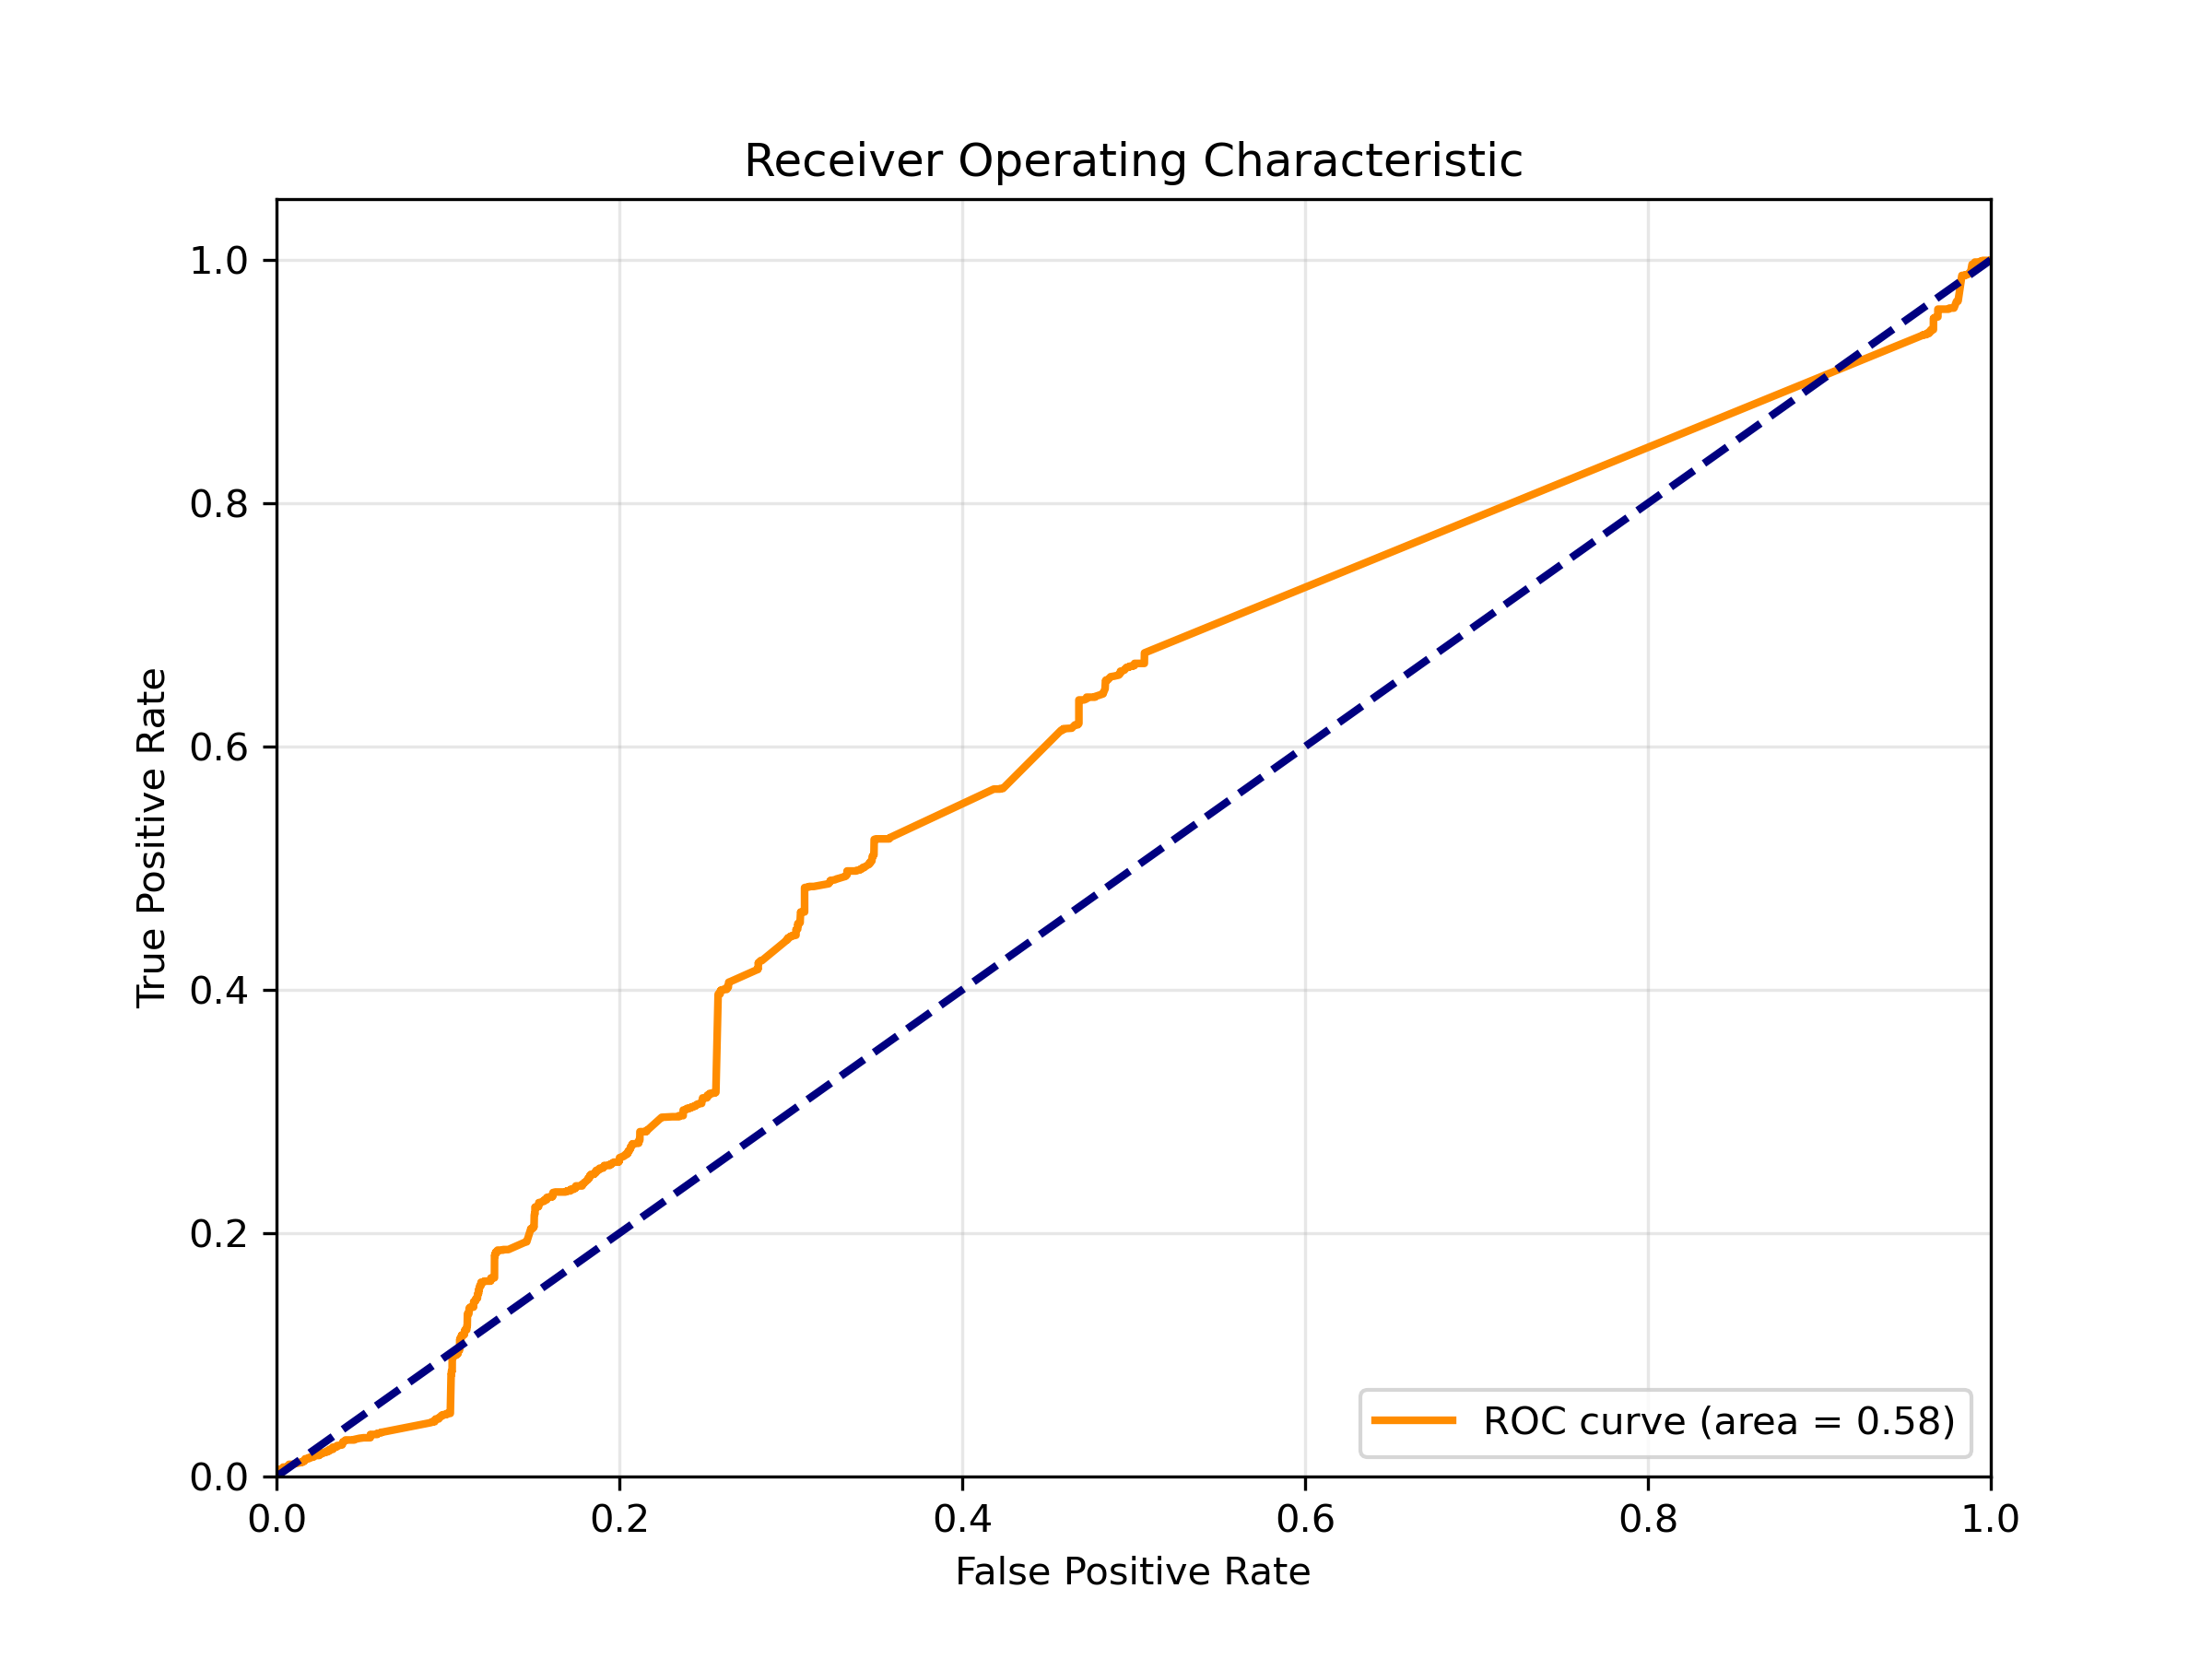 Receiver Operating Characteristic
True Positive Rate
1.0
0.8
0.6
0.4
0.2
0.0
ROC curve (area = 0.58)
0.0 0.2 0.4 0.6 0.8 1.0
False Positive Rate